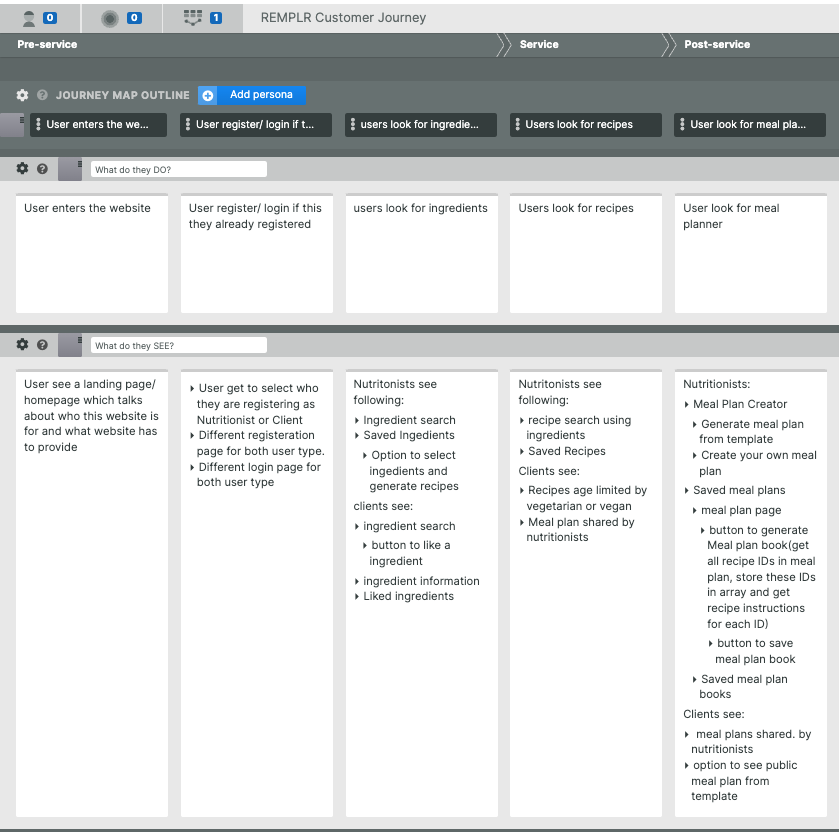 0
0
1
REMPLR Customer Journey
Pre-service
Service
Post-service
JOURNEY MAP OUTLINE
Add persona
User enters the we...
User register/ login if t...
users look for ingredie...
Users look for recipes
User look for meal pla...
What do they DO?
User enters the website
User register/ login if this
they already registered
users look for ingredients
Users look for recipes
User look for meal
planner
What do they SEE?
User see a landing page/
homepage which talks
about who this website is
for and what website has
to provide
User get to select who
they are registering as
Nutritionist or Client
Different registeration
page for both user type.
Different login page for
both user type
Nutritonists see
following:
Ingredient search
Saved Ingedients
Option to select
ingedients and
generate recipes
clients see:
ingredient search
button to like a
ingredient
ingredient information
Liked ingredients
Nutritonists see
following:
recipe search using
ingredients
Saved Recipes
Clients see:
Recipes age limited by
vegetarian or vegan
Meal plan shared by
nutritionists
Nutritionists:
Meal Plan Creator
Generate meal plan
from template
Create your own meal
plan
Saved meal plans
meal plan page
button to generate
Meal plan book(get
all recipe IDs in meal
plan, store these IDs
in array and get
recipe instructions
for each ID)
button to save
meal plan book
Saved meal plan
books
Clients see:
meal plans shared. by
nutritionists
option to see public
meal plan from
template